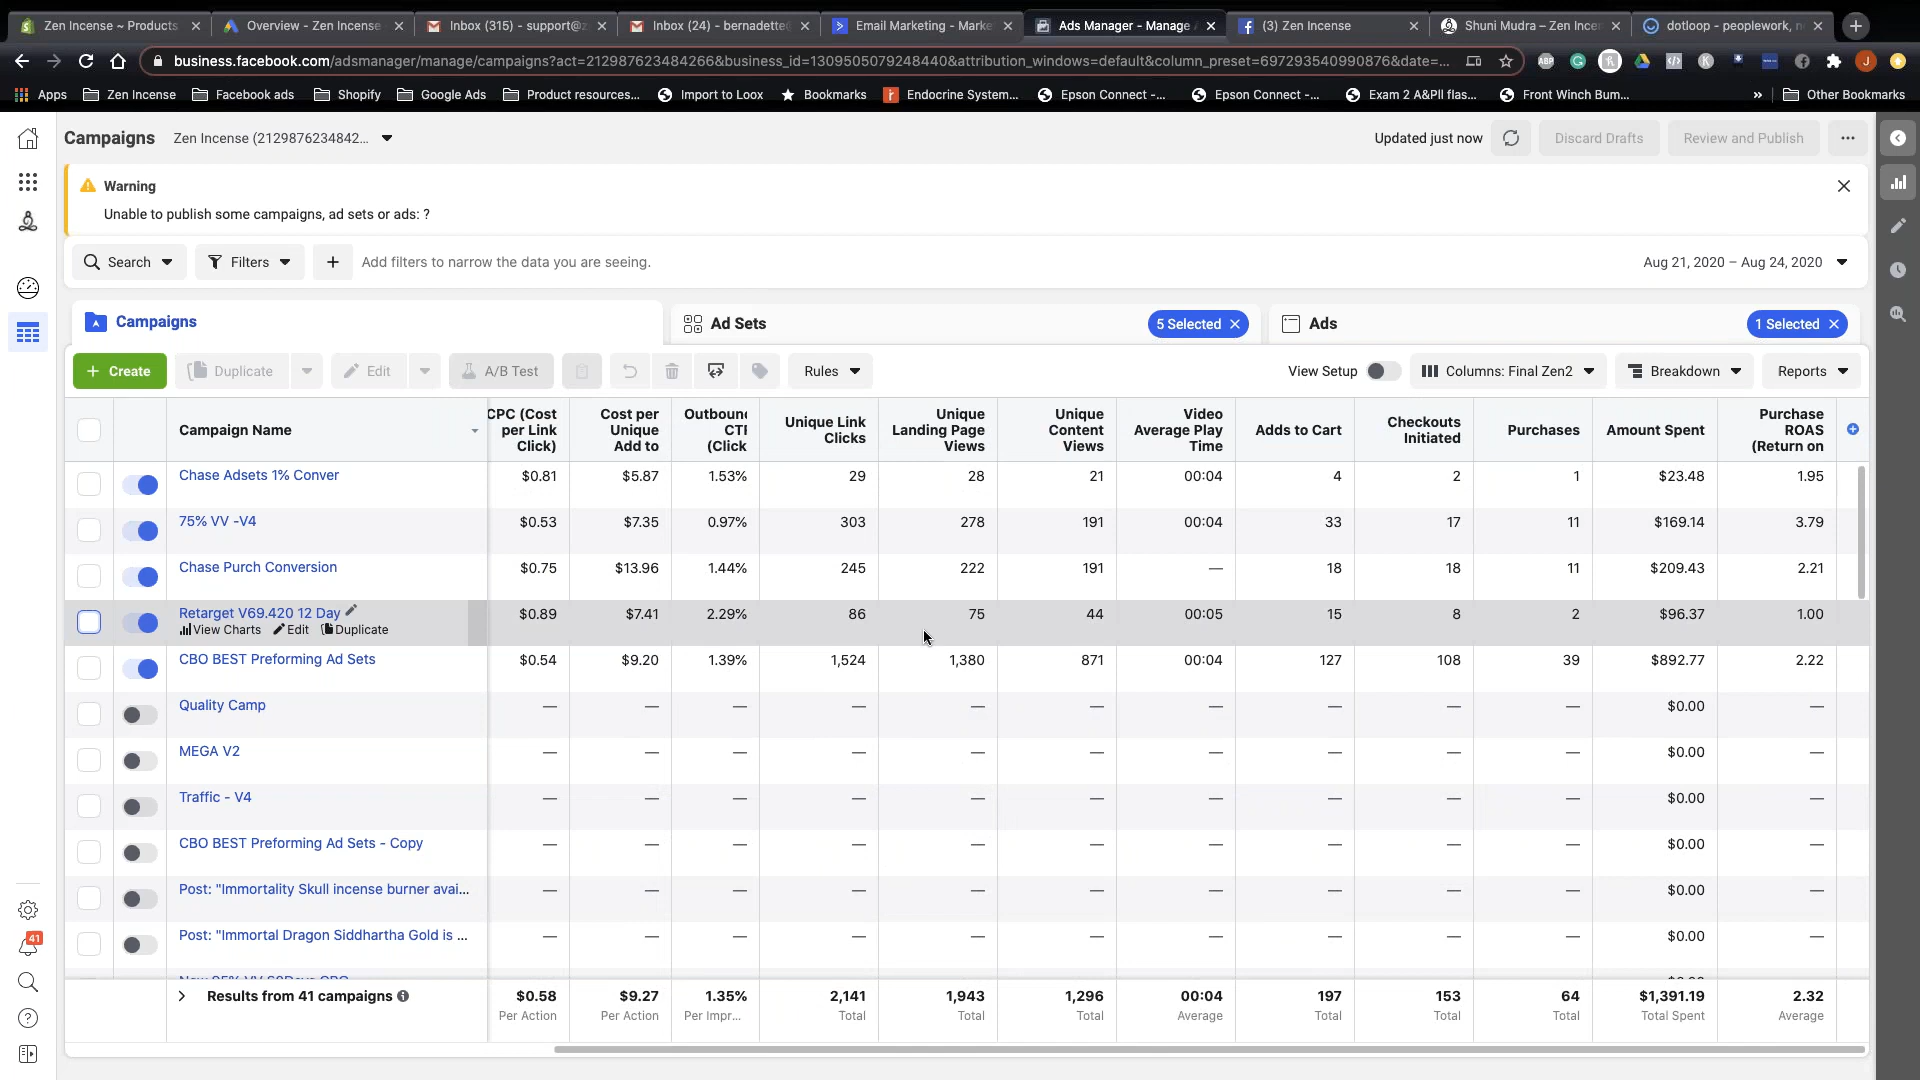 Zen Incense ~ Products
Overview - Zen Incense
Inbox (315) - support@z
Inbox (24) - bernadette
Email Marketing - Marke
Ads Manager - Manage A
(3) Zen Incense
Shuni Mudra – Zen Incen
dotloop - peoplework, n
business.facebook.com/adsmanager/manage/campaigns?act=212987623484266&business_id=1309505079248440&attribution_windows=default&column_preset=697293540990876&date=...
Apps
Zen Incense
Facebook ads
Shopify
Google Ads
Product resources...
Import to Loox
Bookmarks
Endocrine System...
Epson Connect -...
Epson Connect -...
Exam 2 A&PII flas...
Front Winch Bum...
»
Other Bookmarks
Campaigns
Zen Incense (2129876234842...
Updated just now
Discard Drafts
Review and Publish
Warning
Unable to publish some campaigns, ad sets or ads: ?
Search
Filters
Add filters to narrow the data you are seeing.
Aug 21, 2020 – Aug 24, 2020
Campaigns
Ad Sets
5 Selected
Ads
1 Selected
+ Create
Duplicate
Edit
A/B Test
Rules
View Setup
Columns: Final Zen2
Breakdown
Reports
Campaign Name
CPC (Cost per Link Click)
Cost per Unique Add to
Outbound CTR (Click
Unique Link Clicks
Unique Landing Page Views
Unique Content Views
Video Average Play Time
Adds to Cart
Checkouts Initiated
Purchases
Amount Spent
Purchase ROAS (Return on
Chase Adsets 1% Conver $0.81 $5.87 1.53% 29 28 21 00:04 4 2 1 $23.48 1.95
75% VV -V4 $0.53 $7.35 0.97% 303 278 191 00:04 33 17 11 $169.14 3.79
Chase Purch Conversion $0.75 $13.96 1.44% 245 222 191 — 18 18 11 $209.43 2.21
Retarget V69.420 12 Day $0.89 $7.41 2.29% 86 75 44 00:05 15 8 2 $96.37 1.00
View Charts Edit Duplicate
CBO BEST Preforming Ad Sets $0.54 $9.20 1.39% 1,524 1,380 871 00:04 127 108 39 $892.77 2.22
Quality Camp — — — — — — — — — — $0.00 —
MEGA V2 — — — — — — — — — — $0.00 —
Traffic - V4 — — — — — — — — — — $0.00 —
CBO BEST Preforming Ad Sets - Copy — — — — — — — — — — $0.00 —
Post: "Immortality Skull incense burner avai... — — — — — — — — — — $0.00 —
Post: "Immortal Dragon Siddhartha Gold is ... — — — — — — — — — — $0.00 —
Results from 41 campaigns $0.58 $9.27 1.35% 2,141 1,943 1,296 00:04 197 153 64 $1,391.19 2.32
Per Action Per Action Per Impr... Total Total Total Average Total Total Total Total Spent Average
41